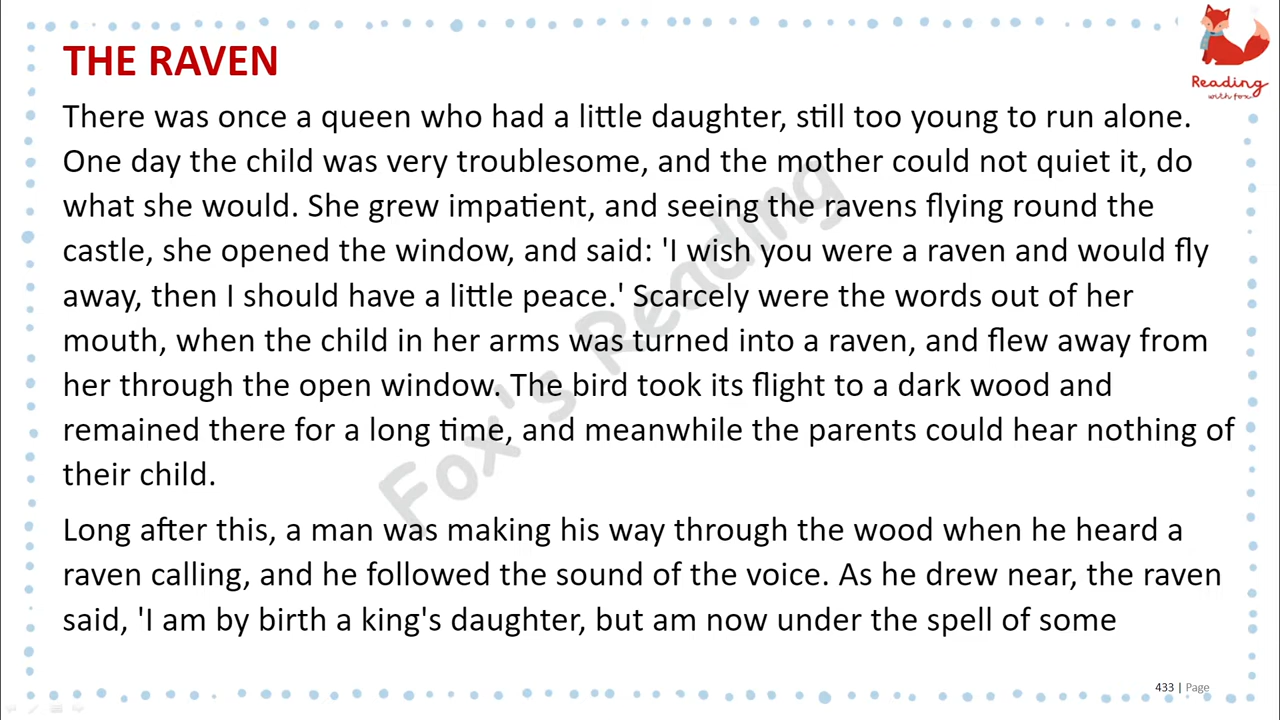 THE RAVEN
Reading
with fox
There was once a queen who had a little daughter, still too young to run alone.
One day the child was very troublesome, and the mother could not quiet it, do
what she would. She grew impatient, and seeing the ravens flying round the
castle, she opened the window, and said: 'I wish you were a raven and would fly
away, then I should have a little peace.' Scarcely were the words out of her
mouth, when the child in her arms was turned into a raven, and flew away from
her through the open window. The bird took its flight to a dark wood and
remained there for a long time, and meanwhile the parents could hear nothing of
their child.
Long after this, a man was making his way through the wood when he heard a
raven calling, and he followed the sound of the voice. As he drew near, the raven
said, 'I am by birth a king's daughter, but am now under the spell of some
Fox's Reading
433 | Page